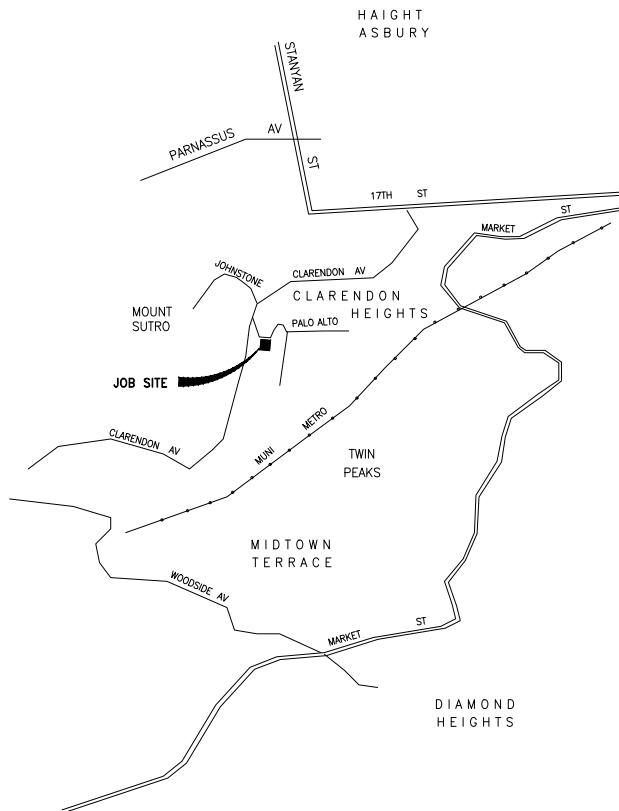 HAIGHT
ASBURY
STANYAN
ST
PARNASSUS AV
17TH ST
MARKET ST
JOHNSTONE
CLARENDON AV
CLARENDON
HEIGHTS
MOUNT
SUTRO
PALO ALTO
JOB SITE
CLARENDON AV
MUNI METRO
TWIN
PEAKS
MIDTOWN
TERRACE
WOODSIDE AV
MARKET ST
DIAMOND
HEIGHTS